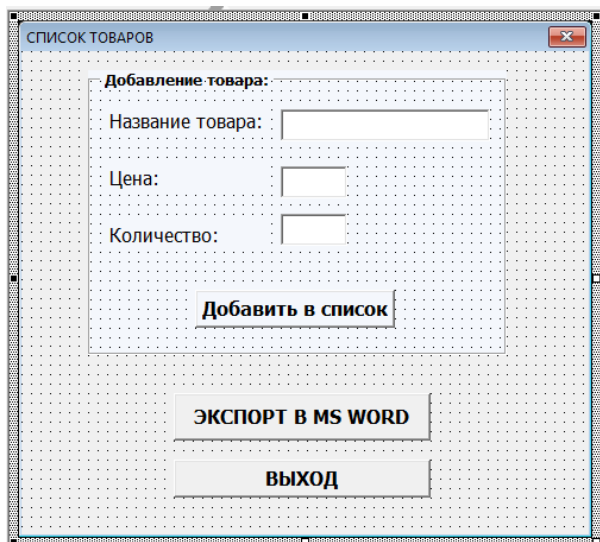 СПИСОК ТОВАРОВ
Добавление товара:
Название товара:
Цена:
Количество:
Добавить в список
ЭКСПОРТ В MS WORD
ВЫХОД